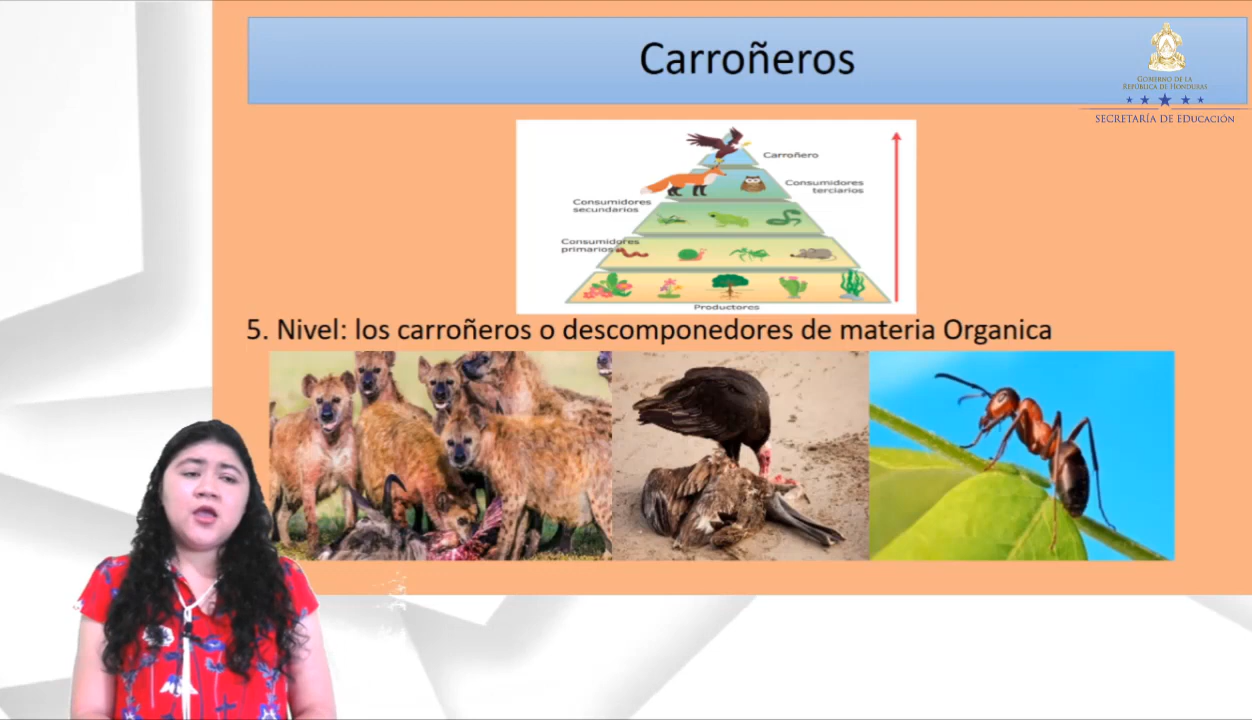 Carroñeros
GOBIERNO DE LA
REPÚBLICA DE HONDURAS
SECRETARÍA DE EDUCACIÓN
Carroñero
Consumidores
terciarios
Consumidores
secundarios
Consumidores
primarios
Productores
5. Nivel: los carroñeros o descomponedores de materia Organica